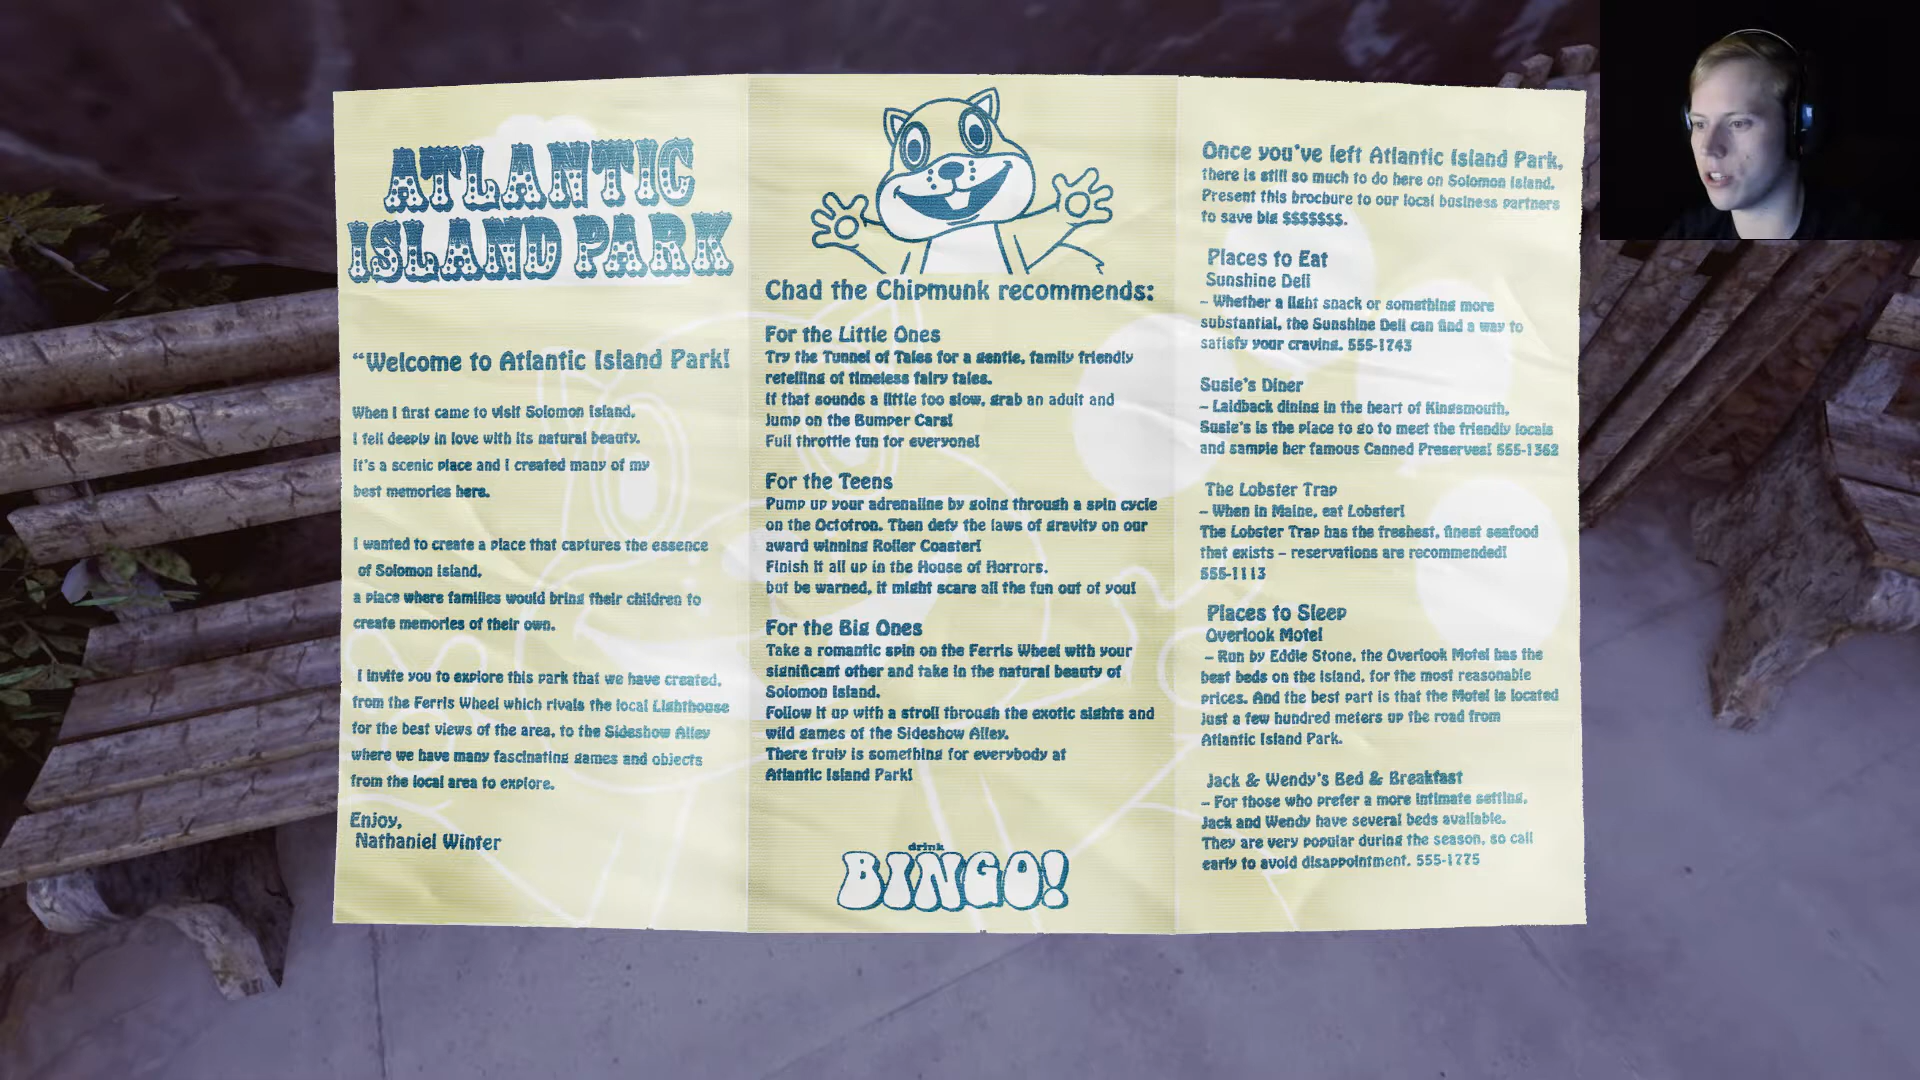 ATLANTIC
ISLAND PARK
“Welcome to Atlantic Island Park!
When I first came to visit Solomon Island,
I fell deeply in love with its natural beauty.
It's a scenic place and I created many of my
best memories here.
I wanted to create a place that captures the essence
of Solomon Island,
a place where families would bring their children to
create memories of their own.
I invite you to explore this park that we have created,
from the Ferris Wheel which rivals the local Lighthouse
for the best views of the area, to the Sideshow Alley
where we have many fascinating games and objects
from the local area to explore.
Enjoy,
Nathaniel Winter
Chad the Chipmunk recommends:
For the Little Ones
Try the Tunnel of Tales for a gentle, family friendly
retelling of timeless fairy tales.
If that sounds a little too slow, grab an adult and
jump on the Bumper Cars!
Full throttle fun for everyone!
For the Teens
Pump up your adrenaline by going through a spin cycle
on the Octotron. Then defy the laws of gravity on our
award winning Roller Coaster!
Finish it all up in the House of Horrors,
but be warned, it might scare all the fun out of you!
For the Big Ones
Take a romantic spin on the Ferris Wheel with your
significant other and take in the natural beauty of
Solomon Island.
Follow it up with a stroll through the exotic sights and
wild games of the Sideshow Alley.
There truly is something for everybody at
Atlantic Island Park!
drink
BINGO!
Once you've left Atlantic Island Park,
there is still so much to do here on Solomon Island.
Present this brochure to our local business partners
to save big $$$$$$$.
Places to Eat
Sunshine Deli
– Whether a light snack or something more
substantial, the Sunshine Deli can find a way to
satisfy your craving. 555-1743
Susie's Diner
– Laidback dining in the heart of Kingsmouth,
Susie's is the place to go to meet the friendly locals
and sample her famous Canned Preserves! 555-1362
The Lobster Trap
– When in Maine, eat Lobster!
The Lobster Trap has the freshest, finest seafood
that exists – reservations are recommended!
555-1113
Places to Sleep
Overlook Motel
– Run by Eddie Stone, the Overlook Motel has the
best beds on the island, for the most reasonable
prices. And the best part is that the Motel is located
just a few hundred meters up the road from
Atlantic Island Park.
Jack & Wendy's Bed & Breakfast
– For those who prefer a more intimate setting,
Jack and Wendy have several beds available.
They are very popular during the season, so call
early to avoid disappointment. 555-1775